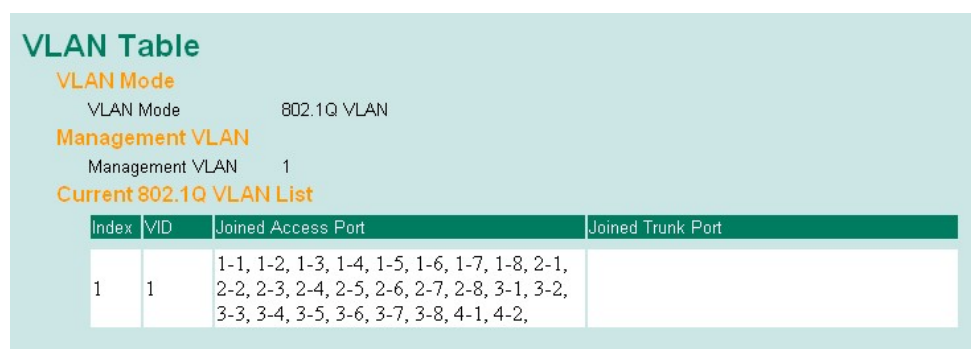 VLAN Table
VLAN Mode
VLAN Mode 802.1Q VLAN
Management VLAN
Management VLAN 1
Current 802.1Q VLAN List
Index VID Joined Access Port Joined Trunk Port
1 1 1-1, 1-2, 1-3, 1-4, 1-5, 1-6, 1-7, 1-8, 2-1,
2-2, 2-3, 2-4, 2-5, 2-6, 2-7, 2-8, 3-1, 3-2,
3-3, 3-4, 3-5, 3-6, 3-7, 3-8, 4-1, 4-2,